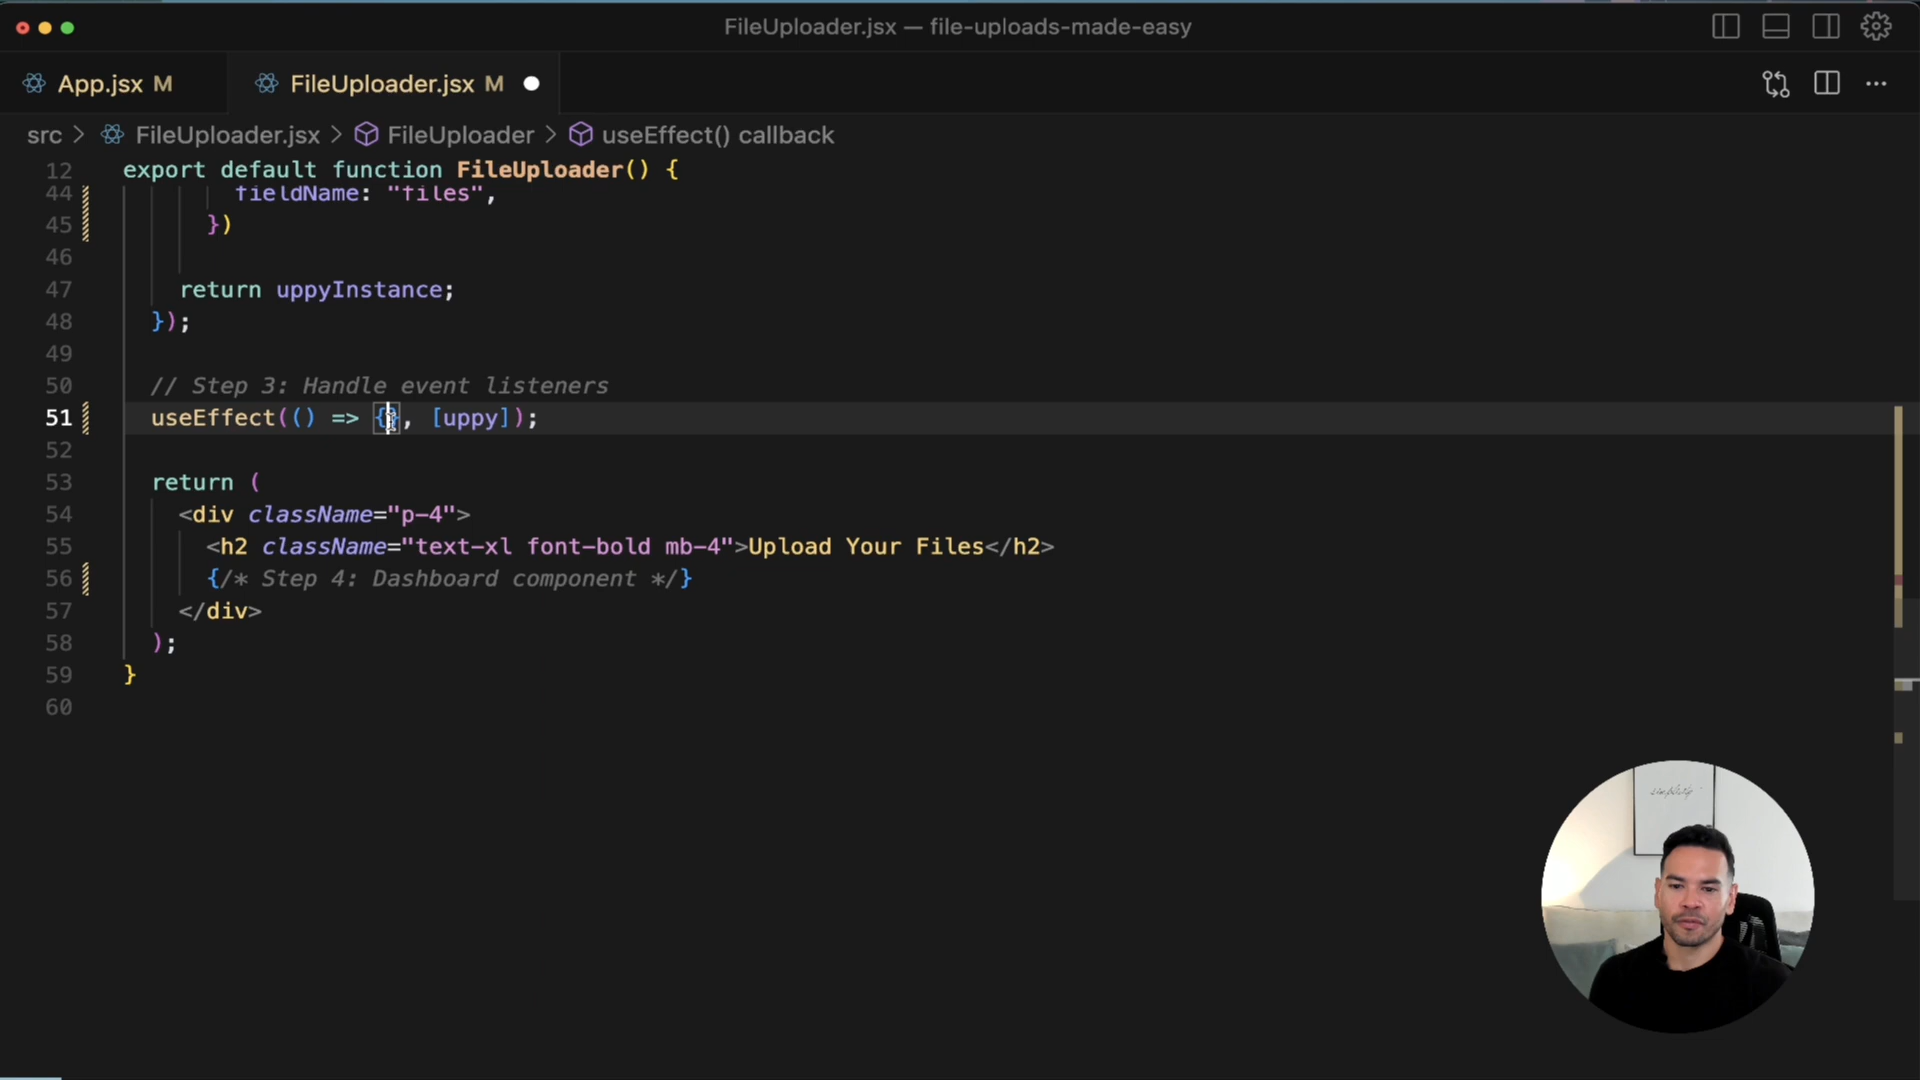 FileUploader.jsx — file-uploads-made-easy
App.jsx M
FileUploader.jsx M
src > FileUploader.jsx > FileUploader > useEffect() callback
12 export default function FileUploader() {
44 fieldName: "files",
45 })
46
47 return uppyInstance;
48 });
49
50 // Step 3: Handle event listeners
51 useEffect(() => {}, [uppy]);
52
53 return (
54 <div className="p-4">
55 <h2 className="text-xl font-bold mb-4">Upload Your Files</h2>
56 {/* Step 4: Dashboard component */}
57 </div>
58 );
59 }
60